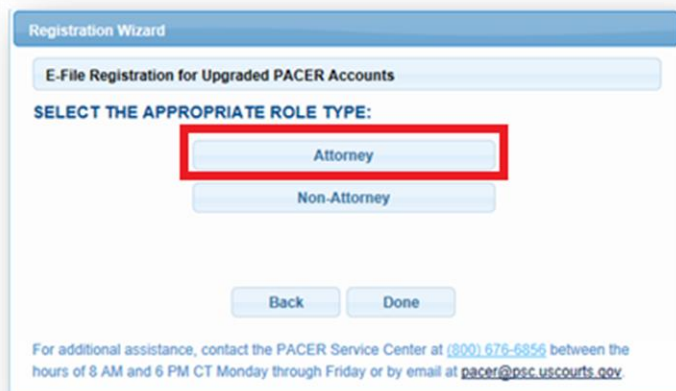 Registration Wizard
E-File Registration for Upgraded PACER Accounts
SELECT THE APPROPRIATE ROLE TYPE:
Attorney
Non-Attorney
Back Done
For additional assistance, contact the PACER Service Center at (800) 676-6856 between the
hours of 8 AM and 6 PM CT Monday through Friday or by email at pacer@psc.uscourts.gov.